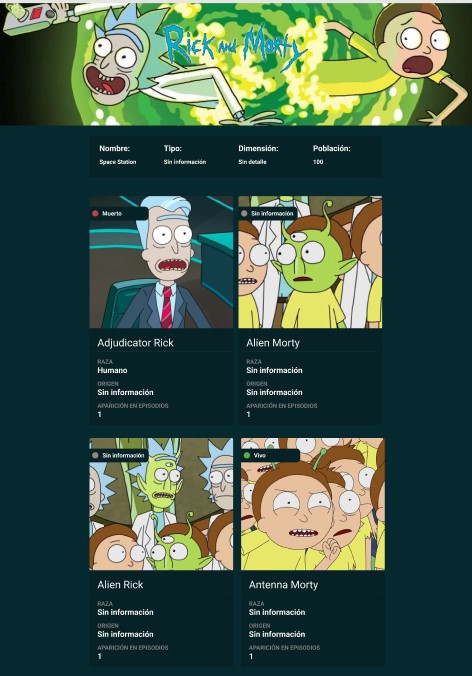 Rick and Morty
Nombre: Tipo: Dimensión: Población:
Space Station Sin información Sin detalle 100
Muerto
Sin información
Adjudicator Rick
RAZA
Humano
ORIGEN
Sin información
APARICIÓN EN EPISODIOS
1
Alien Morty
RAZA
Sin información
ORIGEN
Sin información
APARICIÓN EN EPISODIOS
1
Sin información
Vivo
Alien Rick
RAZA
Sin información
ORIGEN
Sin información
APARICIÓN EN EPISODIOS
1
Antenna Morty
RAZA
Sin información
ORIGEN
Sin información
APARICIÓN EN EPISODIOS
1